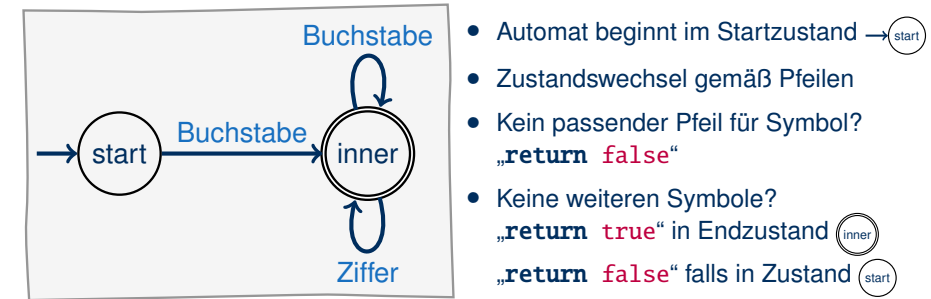 Buchstabe
start
Buchstabe
inner
Ziffer
• Automat beginnt im Startzustand → start
• Zustandswechsel gemäß Pfeilen
• Kein passender Pfeil für Symbol?
„return false“
• Keine weiteren Symbole?
„return true“ in Endzustand inner
„return false“ falls in Zustand start